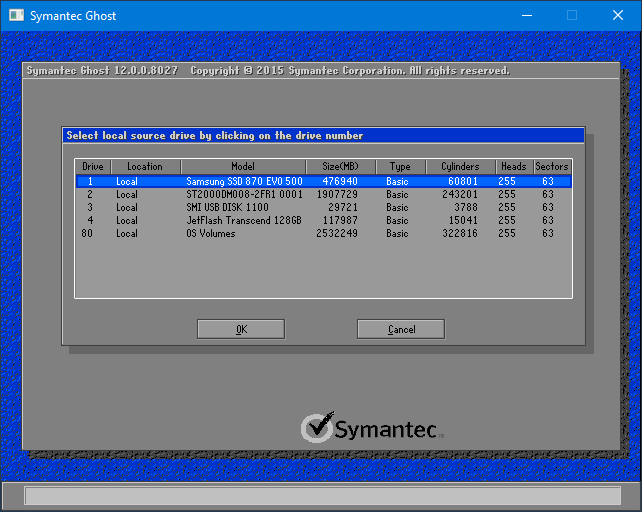 Symantec Ghost
Symantec Ghost 12.0.0.8027 Copyright © 2015 Symantec Corporation. All rights reserved.
Select local source drive by clicking on the drive number
Drive Location Model Size(MB) Type Cylinders Heads Sectors
1 Local Samsung SSD 870 EVO 500 476940 Basic 60801 255 63
2 Local ST2000DM008-2FR1 0001 1907729 Basic 243201 255 63
3 Local SMI USB DISK 1100 29721 Basic 3788 255 63
4 Local JetFlash Transcend 128GB 117987 Basic 15041 255 63
80 Local OS Volumes 2532249 Basic 322816 255 63
OK Cancel
Symantec™